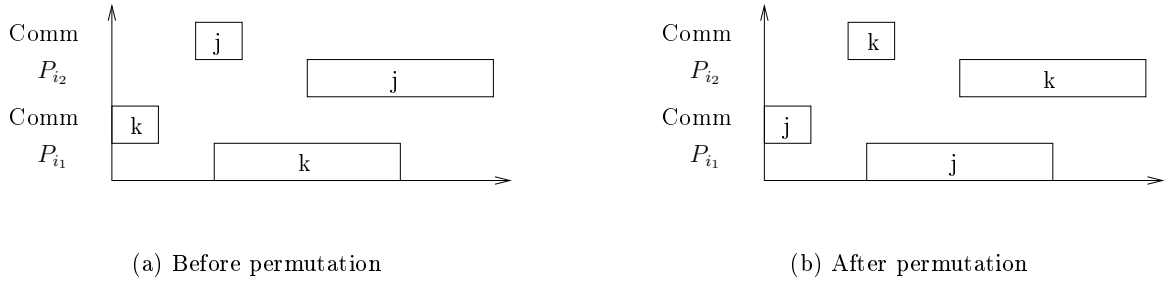 Comm
j
P_{i_2}
j
Comm
k
P_{i_1}
k
(a) Before permutation
Comm
k
P_{i_2}
k
Comm
j
P_{i_1}
j
(b) After permutation